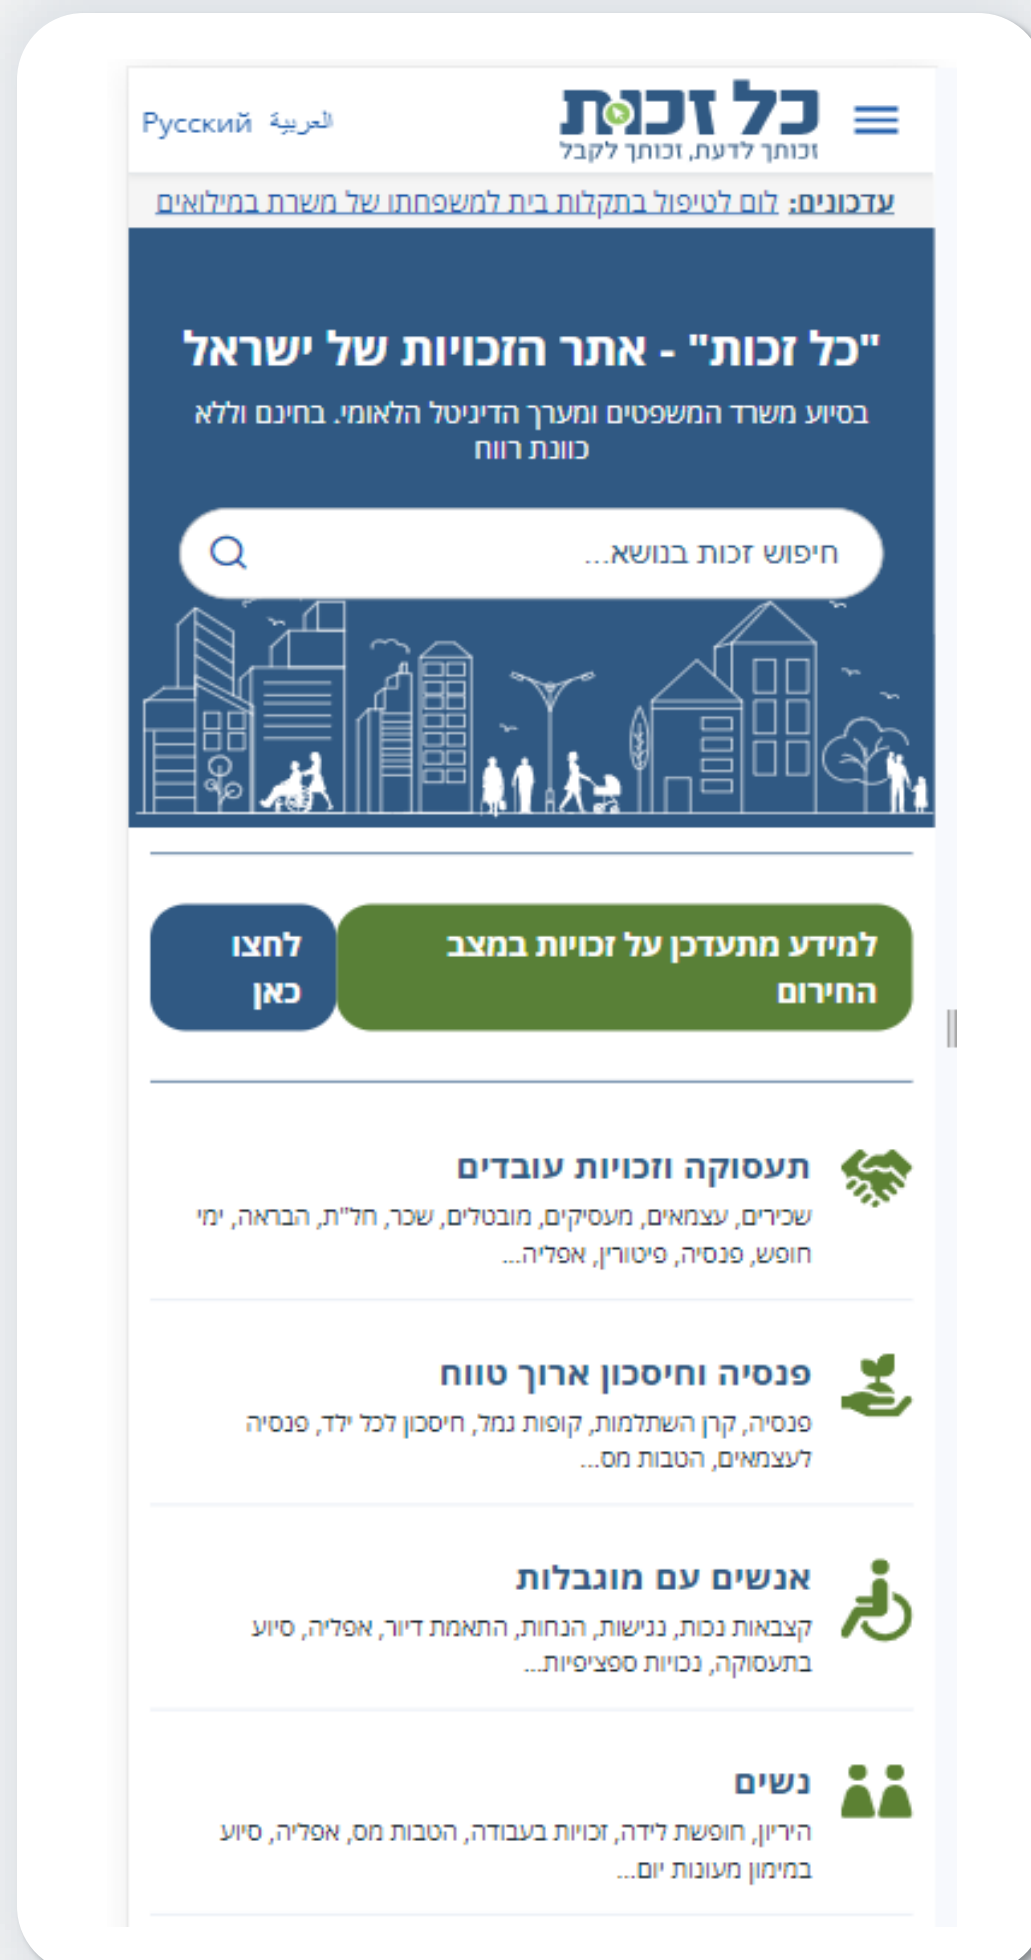 כל זכות
זכותך לדעת, זכותך לקבל
العربية Русский
עדכונים: לום לטיפול בתקלות בית למשפחתו של משרת במילואים
"כל זכות" - אתר הזכויות של ישראל
בסיוע משרד המשפטים ומערך הדיגיטל הלאומי. בחינם וללא
כוונת רווח
חיפוש זכות בנושא...
למידע מתעדכן על זכויות במצב
החירום
לחצו
כאן
תעסוקה וזכויות עובדים
שכירים, עצמאים, מעסיקים, מובטלים, שכר, חל"ת, הבראה, ימי
חופש, פנסיה, פיטורין, אפליה...
פנסיה וחיסכון ארוך טווח
פנסיה, קרן השתלמות, קופות גמל, חיסכון לכל ילד, פנסיה
לעצמאים, הטבות מס...
אנשים עם מוגבלות
קצבאות נכות, נגישות, הנחות, התאמת דיור, אפליה, סיוע
בתעסוקה, נכויות ספציפיות...
נשים
היריון, חופשת לידה, זכויות בעבודה, הטבות מס, אפליה, סיוע
במימון מעונות יום...